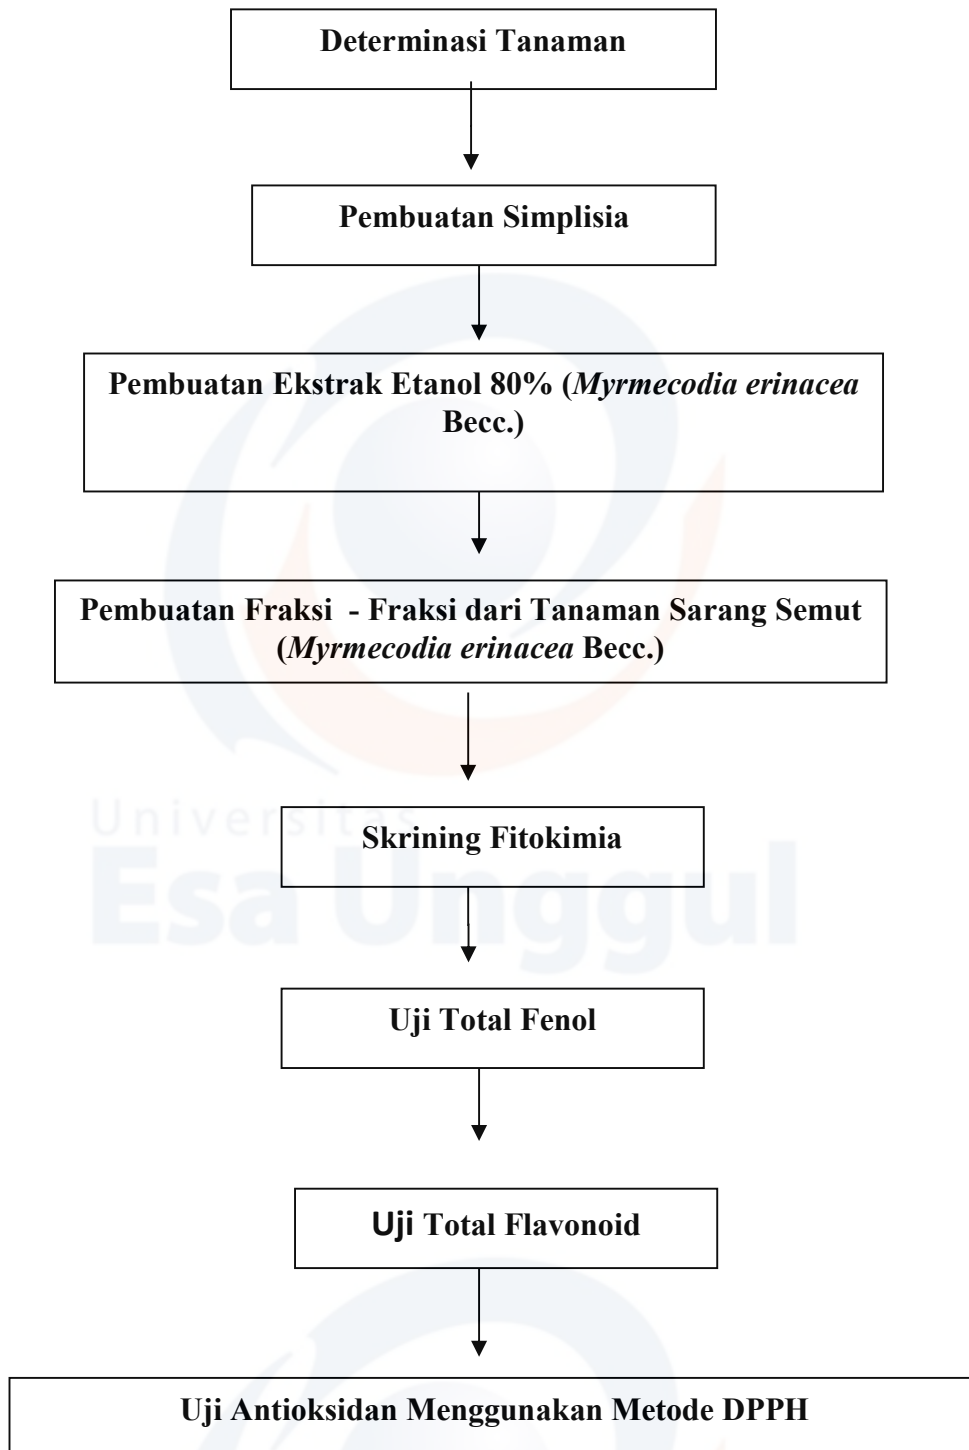 Determinasi Tanaman
Pembuatan Simplisia
Pembuatan Ekstrak Etanol 80% (Myrmecodia erinacea
Becc.)
Pembuatan Fraksi - Fraksi dari Tanaman Sarang Semut
(Myrmecodia erinacea Becc.)
Universitas
Esa Unggul
Skrining Fitokimia
Uji Total Fenol
Uji Total Flavonoid
Uji Antioksidan Menggunakan Metode DPPH